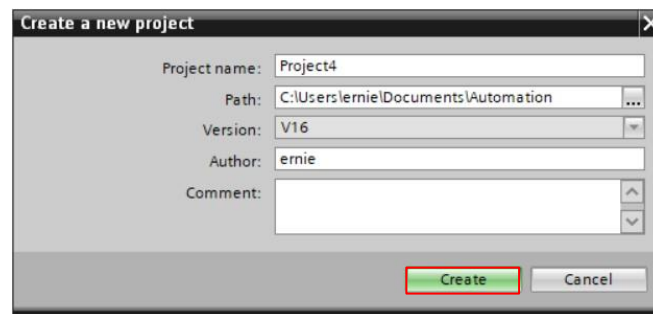 Create a new project
Project name: Project4
Path: C:\Users\ernie\Documents\Automation ...
Version: V16
Author: ernie
Comment:
Create Cancel